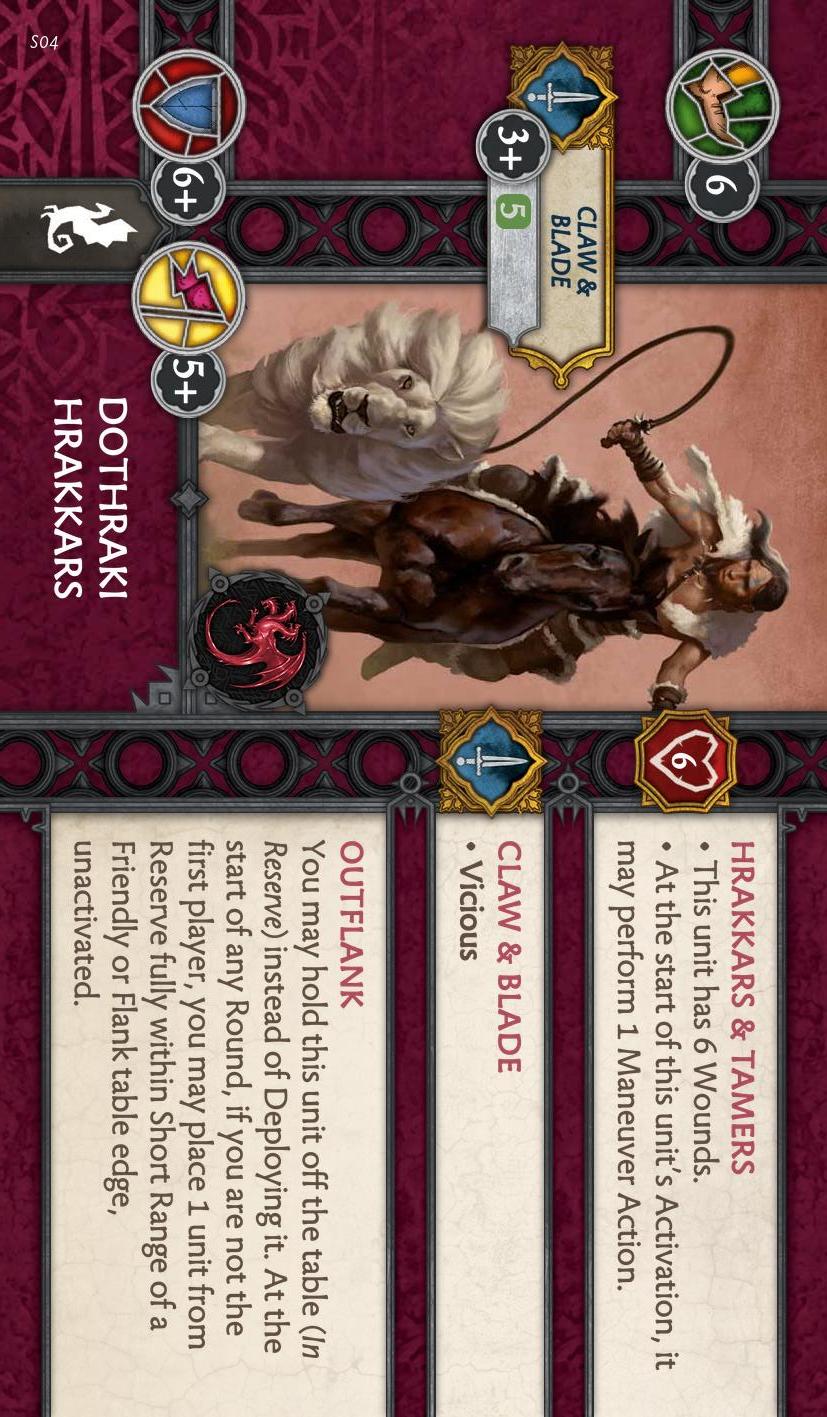 6
CLAW &
BLADE
3+
5
6+
5+
DOTHRAKI
HRAKKARS
S04
6
HRAKKARS & TAMERS
• This unit has 6 Wounds.
• At the start of this unit's Activation, it
may perform 1 Maneuver Action.
CLAW & BLADE
• Vicious
OUTFLANK
You may hold this unit off the table (In
Reserve) instead of Deploying it. At the
start of any Round, if you are not the
first player, you may place 1 unit from
Reserve fully within Short Range of a
Friendly or Flank table edge,
unactivated.